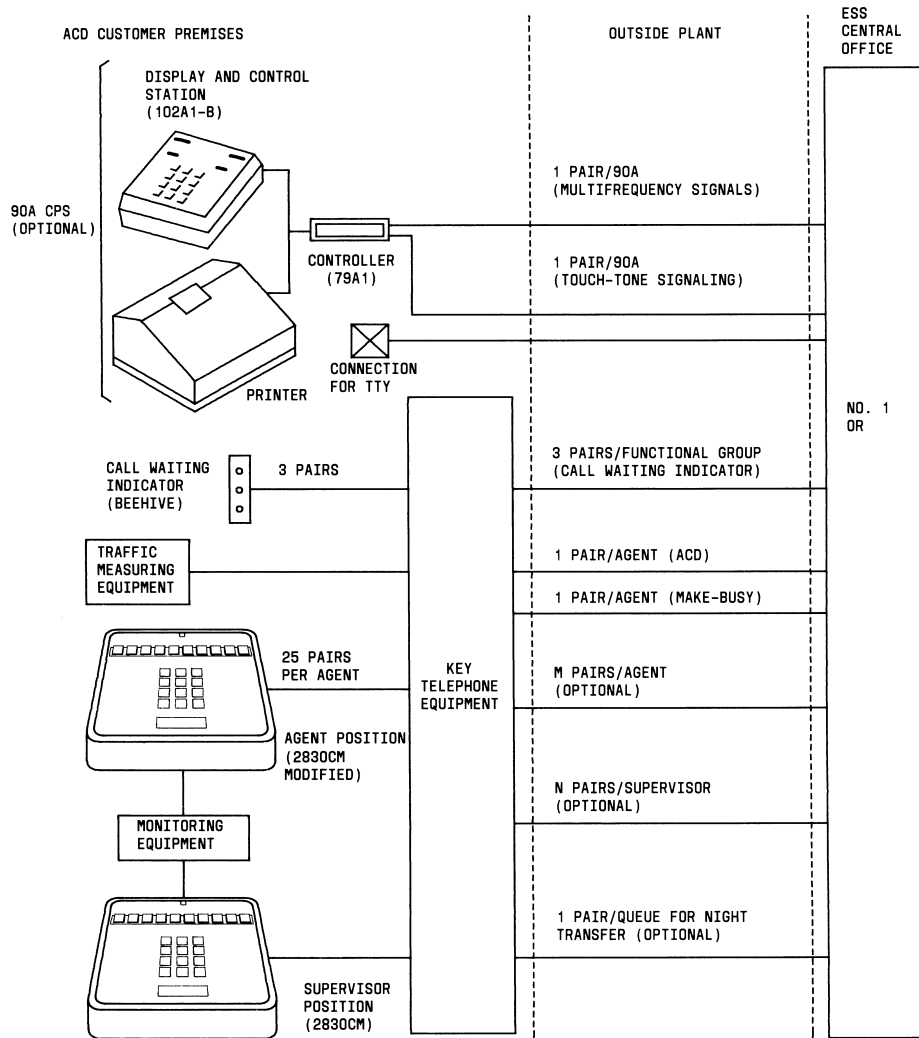 ACD CUSTOMER PREMISES
OUTSIDE PLANT
ESS
CENTRAL
OFFICE
DISPLAY AND CONTROL
STATION
(102A1-B)
90A CPS
(OPTIONAL)
1 PAIR/90A
(MULTIFREQUENCY SIGNALS)
CONTROLLER
(79A1)
1 PAIR/90A
(TOUCH-TONE SIGNALING)
PRINTER
CONNECTION
FOR TTY
NO. 1
OR
CALL WAITING
INDICATOR
(BEEHIVE)
3 PAIRS
3 PAIRS/FUNCTIONAL GROUP
(CALL WAITING INDICATOR)
TRAFFIC
MEASURING
EQUIPMENT
1 PAIR/AGENT (ACD)
1 PAIR/AGENT (MAKE-BUSY)
25 PAIRS
PER AGENT
KEY
TELEPHONE
EQUIPMENT
M PAIRS/AGENT
(OPTIONAL)
AGENT POSITION
(2830CM
MODIFIED)
N PAIRS/SUPERVISOR
(OPTIONAL)
MONITORING
EQUIPMENT
1 PAIR/QUEUE FOR NIGHT
TRANSFER (OPTIONAL)
SUPERVISOR
POSITION
(2830CM)